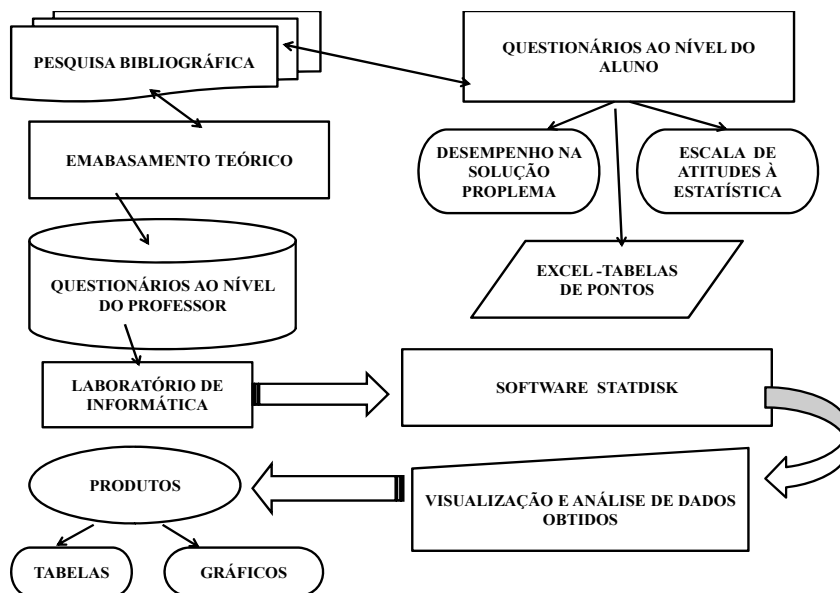 PESQUISA BIBLIOGRÁFICA
QUESTIONÁRIOS AO NÍVEL DO
ALUNO
EMABASAMENTO TEÓRICO
DESEMPENHO NA
SOLUÇÃO
PROPLEMA
ESCALA DE
ATITUDES À
ESTATÍSTICA
QUESTIONÁRIOS AO NÍVEL
DO PROFESSOR
EXCEL -TABELAS
DE PONTOS
LABORATÓRIO DE
INFORMÁTICA
SOFTWARE STATDISK
PRODUTOS
VISUALIZAÇÃO E ANÁLISE DE DADOS
OBTIDOS
TABELAS
GRÁFICOS